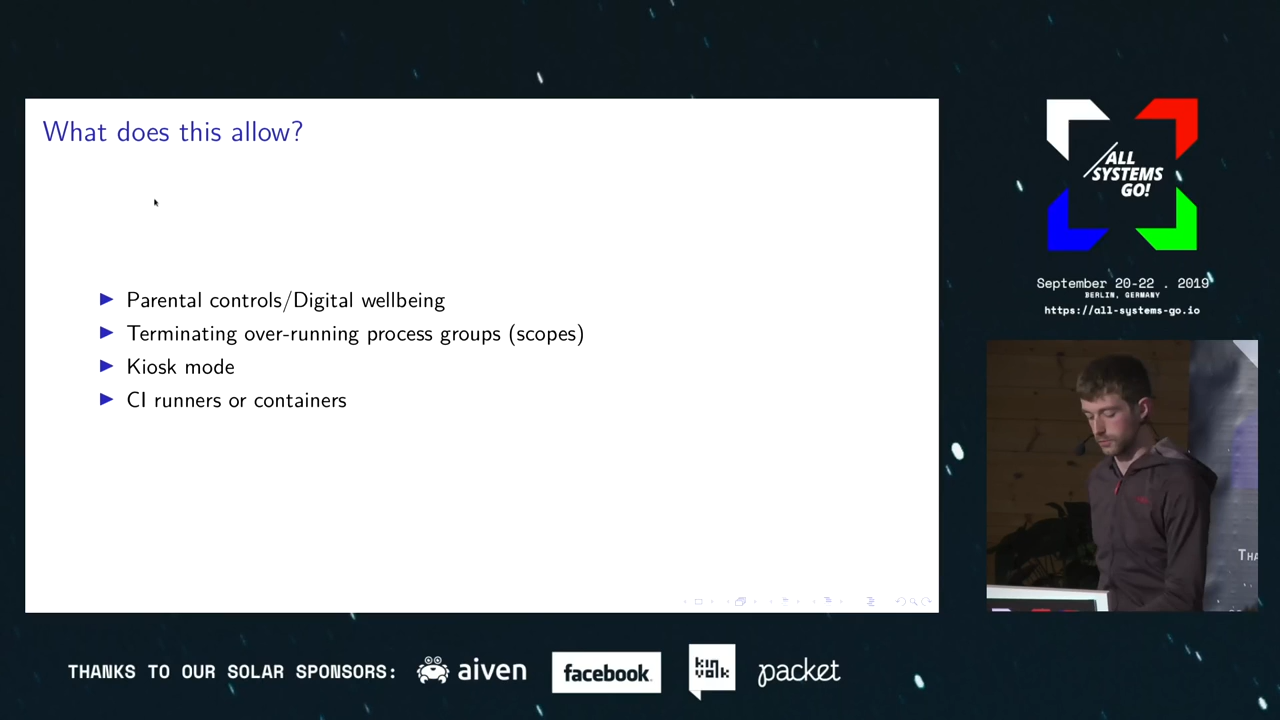 What does this allow?
Parental controls/Digital wellbeing
Terminating over-running process groups (scopes)
Kiosk mode
CI runners or containers
/ALL
SYSTEMS
GO!
September 20-22 . 2019
BERLIN, GERMANY
https://all-systems-go.io
THA
THANKS TO OUR SOLAR SPONSORS:
aiven
facebook
kinvolk
packet